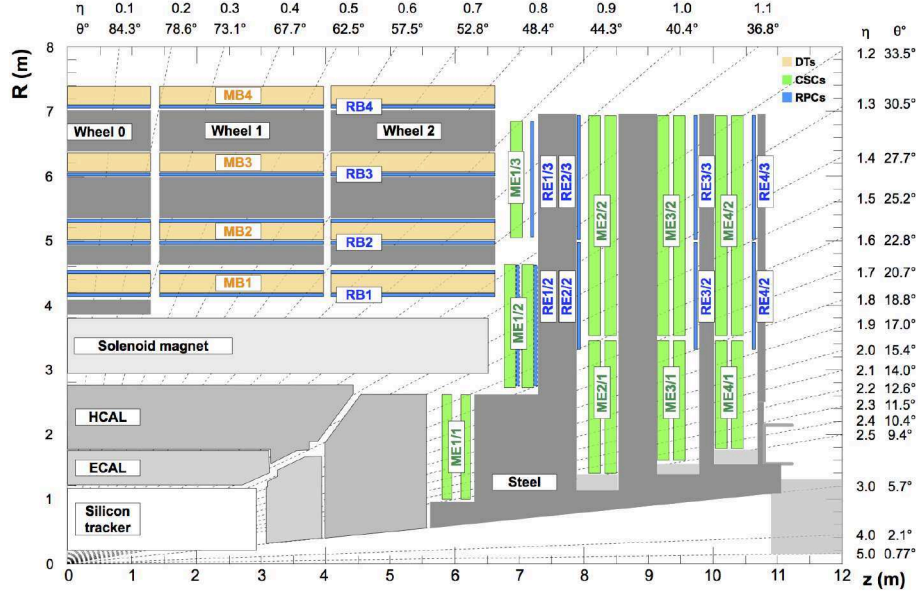 η 0.1 0.2 0.3 0.4 0.5 0.6 0.7 0.8 0.9 1.0 1.1 η θ°
θ° 84.3° 78.6° 73.1° 67.7° 62.5° 57.5° 52.8° 48.4° 44.3° 40.4° 36.8°
R (m)
8
7
6
5
4
3
2
1
0
1.2 33.5°
1.3 30.5°
1.4 27.7°
1.5 25.2°
1.6 22.8°
1.7 20.7°
1.8 18.8°
1.9 17.0°
2.0 15.4°
2.1 14.0°
2.2 12.6°
2.3 11.5°
2.4 10.4°
2.5 9.4°
3.0 5.7°
4.0 2.1°
5.0 0.77°
DTs
CSCs
RPCs
MB4
RB4
Wheel 0 Wheel 1 Wheel 2
MB3
RB3
MB2
RB2
MB1
RB1
Solenoid magnet
HCAL
ECAL
Silicon
tracker
Steel
ME1/3
RE1/3
RE2/3
ME2/2
ME3/2
RE3/3
ME4/2
RE4/3
ME1/2
RE1/2
RE2/2
RE3/2
RE4/2
ME1/1
ME2/1
ME3/1
ME4/1
0 1 2 3 4 5 6 7 8 9 10 11 12
z (m)